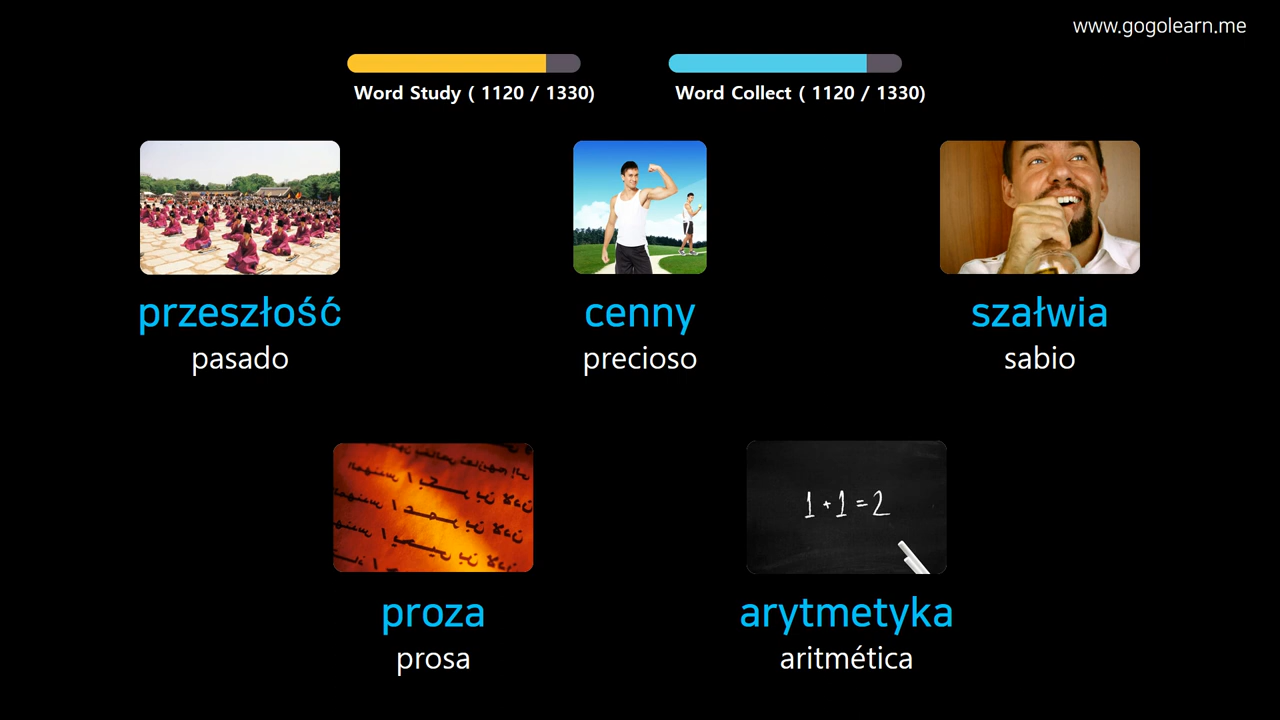 www.gogolearn.me
Word Study ( 1120 / 1330)
Word Collect ( 1120 / 1330)
przeszłość
pasado
cenny
precioso
szałwia
sabio
1+1=2
proza
prosa
arytmetyka
aritmética